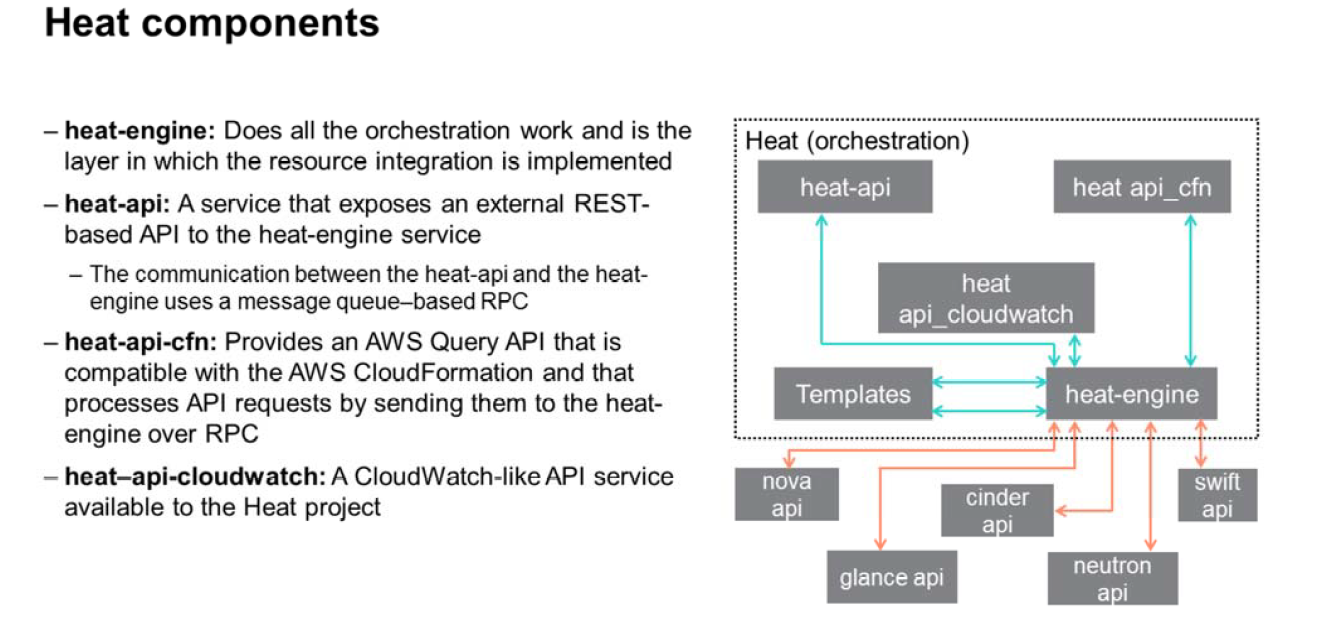 Heat components
– heat-engine: Does all the orchestration work and is the
layer in which the resource integration is implemented
– heat-api: A service that exposes an external REST-
based API to the heat-engine service
– The communication between the heat-api and the heat-
engine uses a message queue–based RPC
– heat-api-cfn: Provides an AWS Query API that is
compatible with the AWS CloudFormation and that
processes API requests by sending them to the heat-
engine over RPC
– heat–api-cloudwatch: A CloudWatch-like API service
available to the Heat project
Heat (orchestration)
heat-api
heat api_cfn
heat
api_cloudwatch
Templates
heat-engine
nova
api
cinder
api
swift
api
glance api
neutron
api